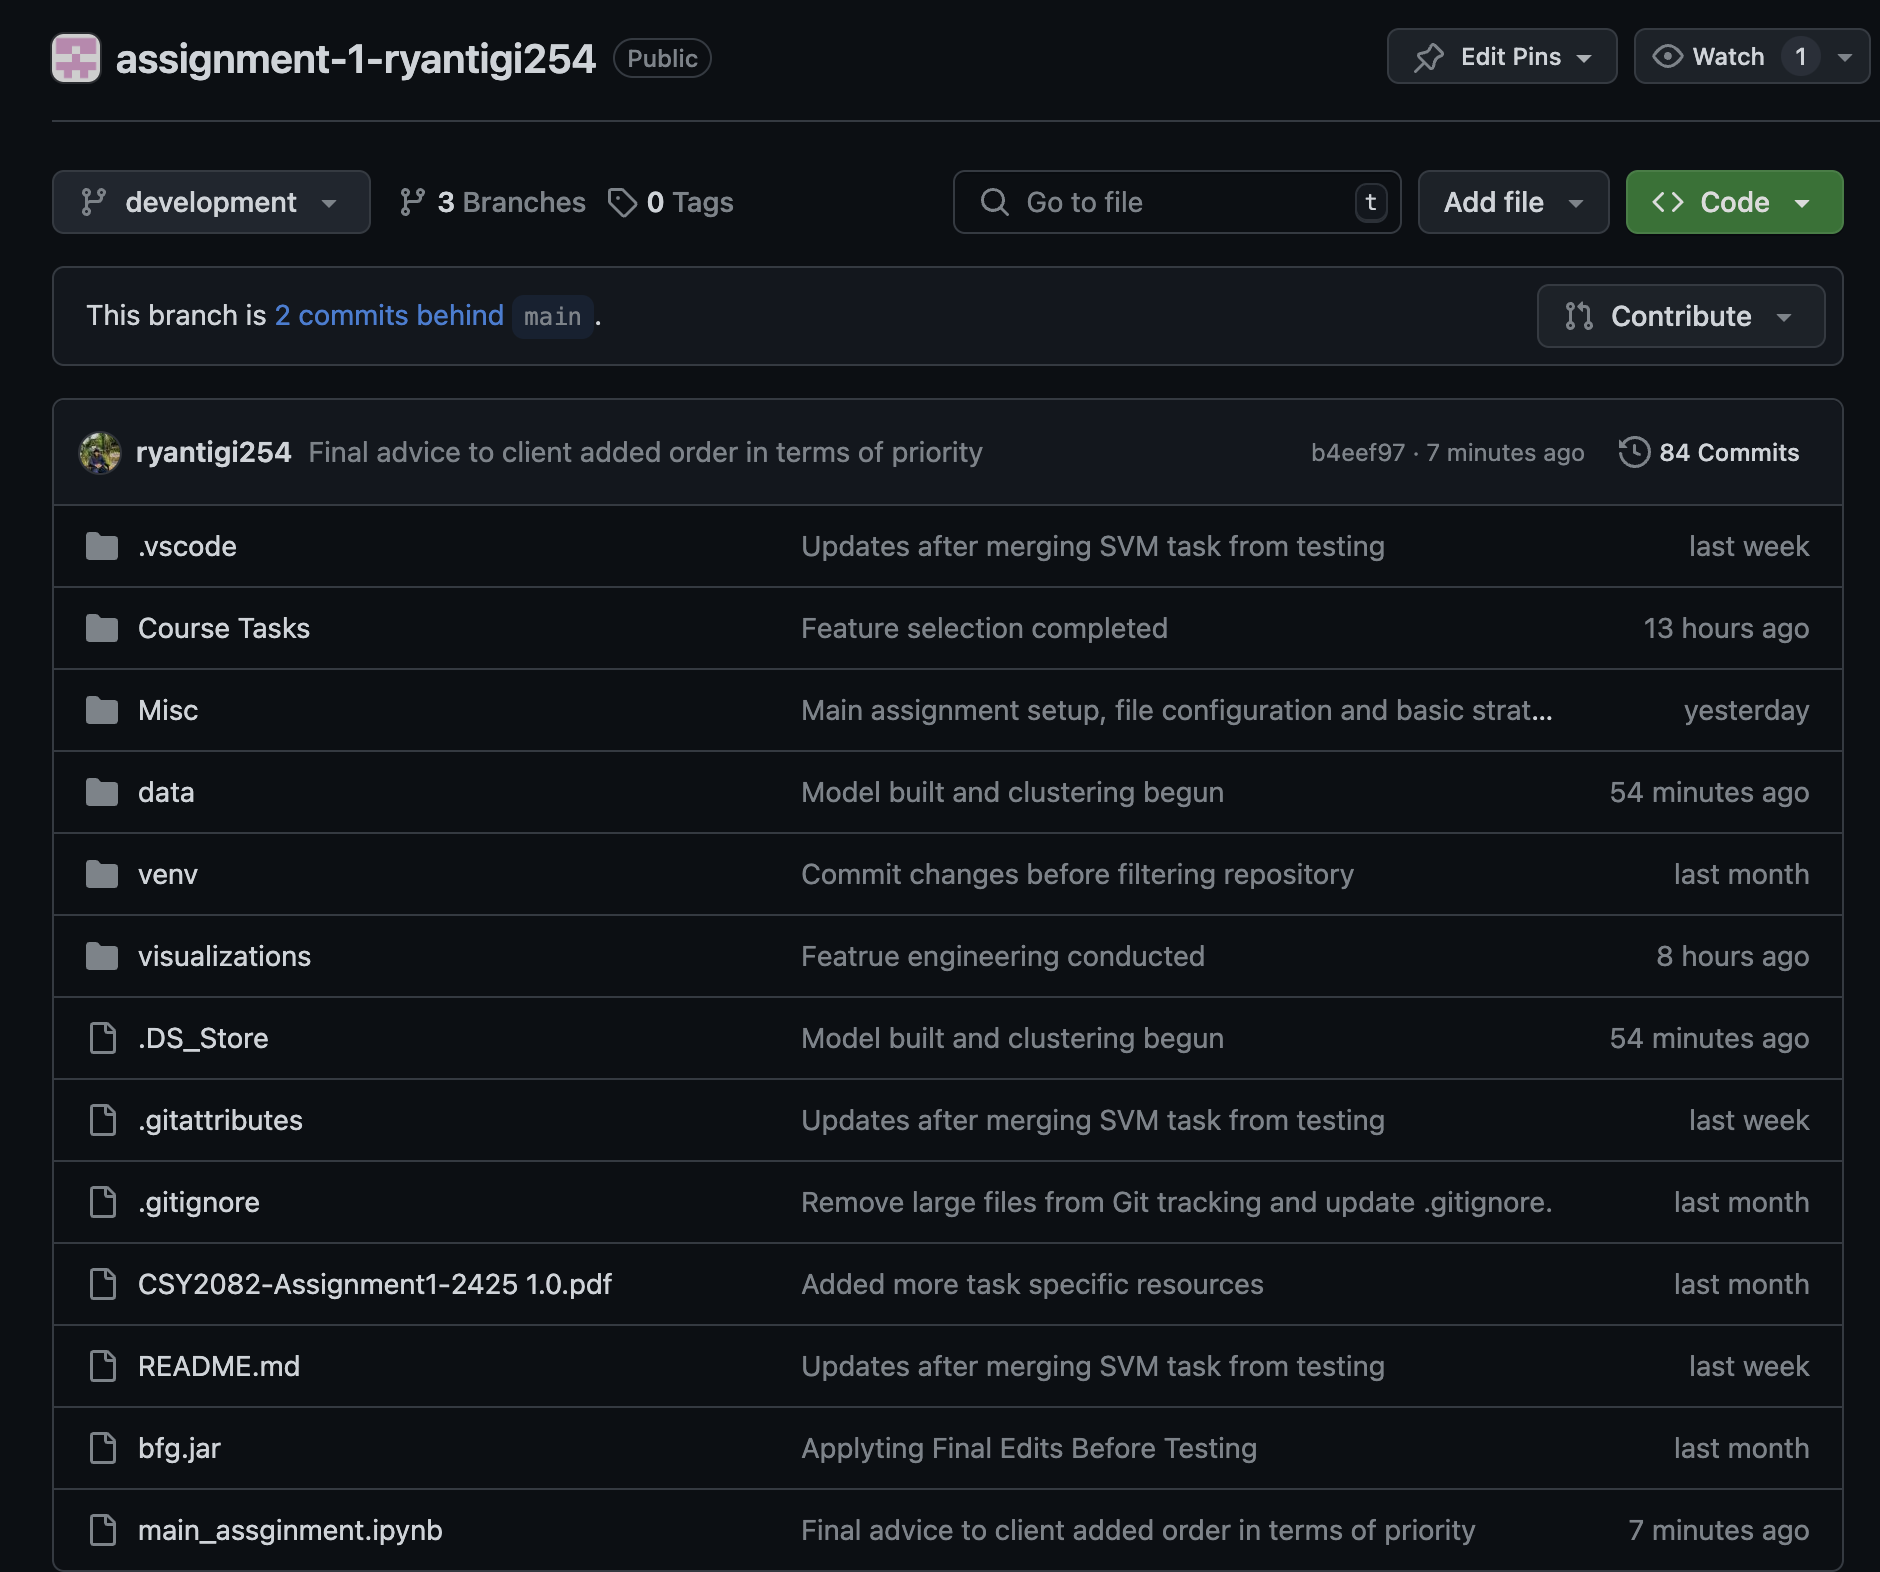 assignment-1-ryantigi254 Public Edit Pins Watch 1
development 3 Branches 0 Tags Go to file t Add file Code
This branch is 2 commits behind main . Contribute
ryantigi254 Final advice to client added order in terms of priority b4eef97 · 7 minutes ago 84 Commits
.vscode Updates after merging SVM task from testing last week
Course Tasks Feature selection completed 13 hours ago
Misc Main assignment setup, file configuration and basic strat... yesterday
data Model built and clustering begun 54 minutes ago
venv Commit changes before filtering repository last month
visualizations Featrue engineering conducted 8 hours ago
.DS_Store Model built and clustering begun 54 minutes ago
.gitattributes Updates after merging SVM task from testing last week
.gitignore Remove large files from Git tracking and update .gitignore. last month
CSY2082-Assignment1-2425 1.0.pdf Added more task specific resources last month
README.md Updates after merging SVM task from testing last week
bfg.jar Applyting Final Edits Before Testing last month
main_assginment.ipynb Final advice to client added order in terms of priority 7 minutes ago